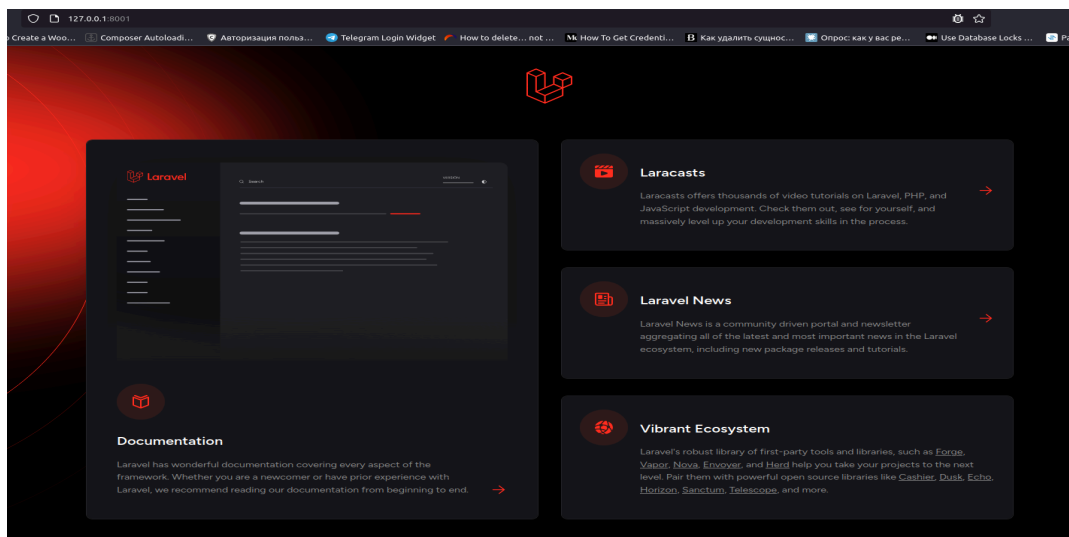 127.0.0.1:8001
o Create a Woo...
Composer Autoloadi...
Авторизация польз...
Telegram Login Widget
How to delete... not ...
How To Get Credenti...
Как удалить сущнос...
Опрос: как у вас ре...
Use Database Locks ...
Laravel
Search
Documentation
Laravel has wonderful documentation covering every aspect of the
framework. Whether you are a newcomer or have prior experience with
Laravel, we recommend reading our documentation from beginning to end.
Laracasts
Laracasts offers thousands of video tutorials on Laravel, PHP, and
JavaScript development. Check them out, see for yourself, and
massively level up your development skills in the process.
Laravel News
Laravel News is a community driven portal and newsletter
aggregating all of the latest and most important news in the Laravel
ecosystem, including new package releases and tutorials.
Vibrant Ecosystem
Laravel's robust library of first-party tools and libraries, such as Forge,
Vapor, Nova, Envoyer, and Herd help you take your projects to the next
level. Pair them with powerful open source libraries like Cashier, Dusk, Echo,
Horizon, Sanctum, Telescope, and more.